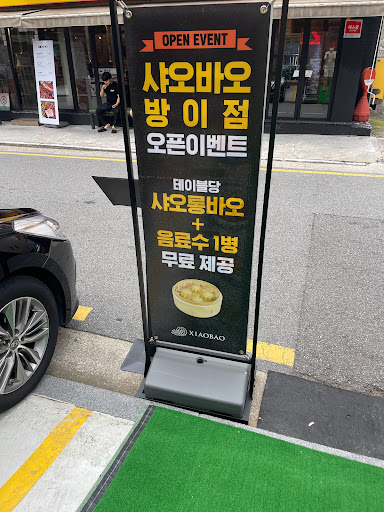 OPEN EVENT
샤오바오
방이점
오픈이벤트
테이블당
샤오롱바오
+
음료수 1병
무료 제공
XIAOBAO